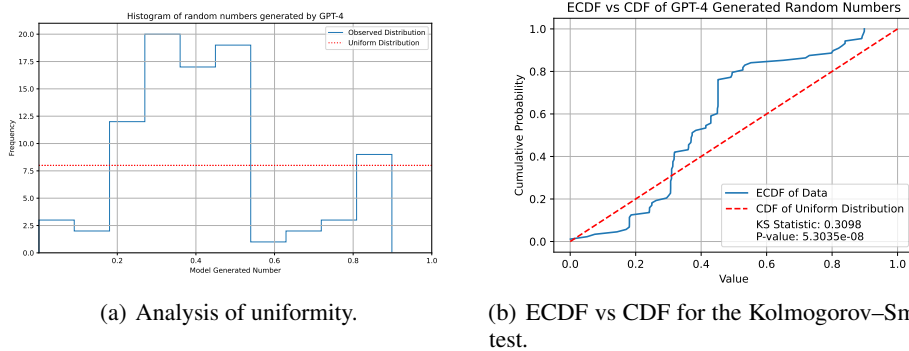 Histogram of random numbers generated by GPT-4
Observed Distribution
Uniform Distribution
20.0
17.5
15.0
12.5
10.0
7.5
5.0
2.5
0.0
Frequency
0.2
0.4
0.6
0.8
1.0
Model Generated Number
(a) Analysis of uniformity.
ECDF vs CDF of GPT-4 Generated Random Numbers
1.0
0.8
0.6
0.4
0.2
0.0
Cumulative Probability
ECDF of Data
CDF of Uniform Distribution
KS Statistic: 0.3098
P-value: 5.3035e-08
0.0
0.2
0.4
0.6
0.8
1.0
Value
(b) ECDF vs CDF for the Kolmogorov–Sm
test.